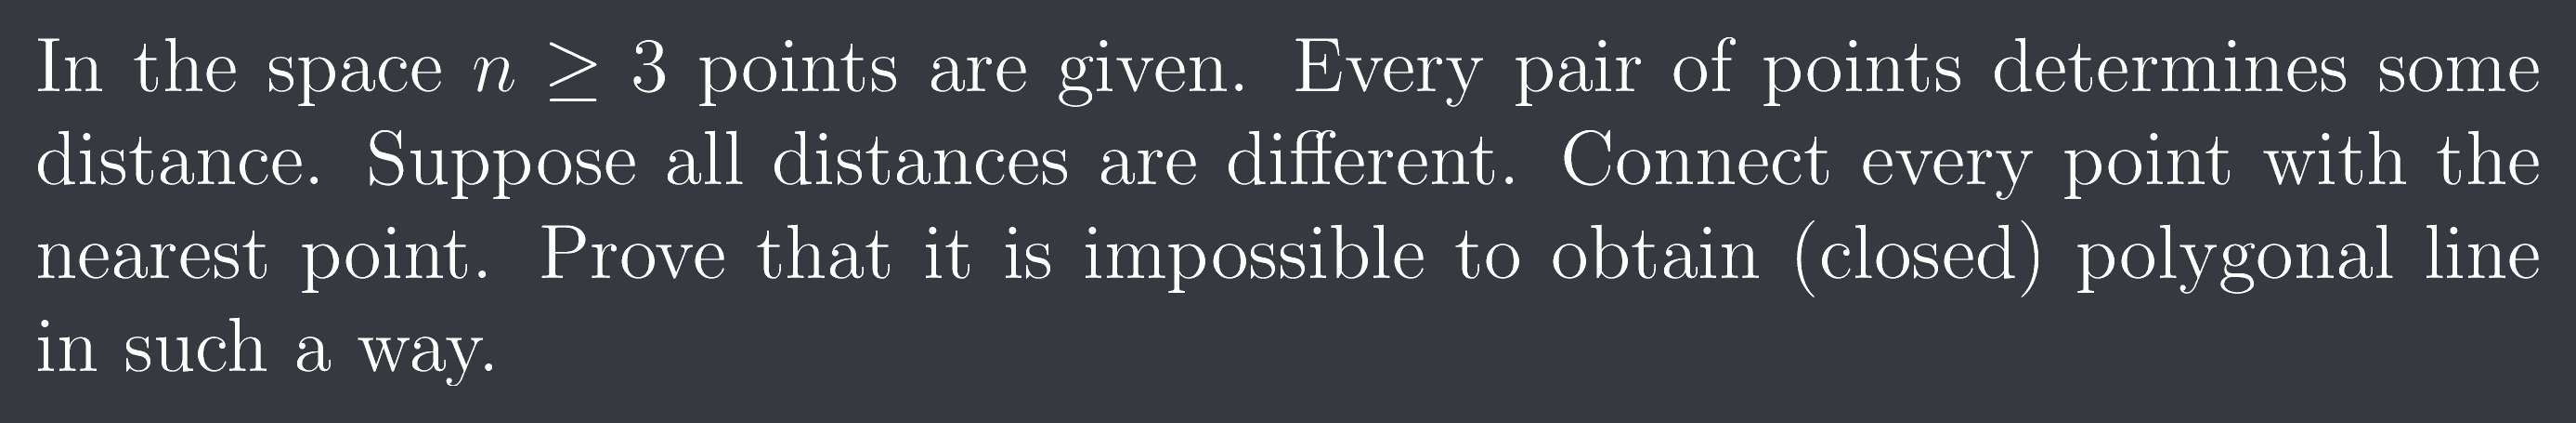 In the space $n \geq 3$ points are given. Every pair of points determines some
distance. Suppose all distances are different. Connect every point with the
nearest point. Prove that it is impossible to obtain (closed) polygonal line
in such a way.